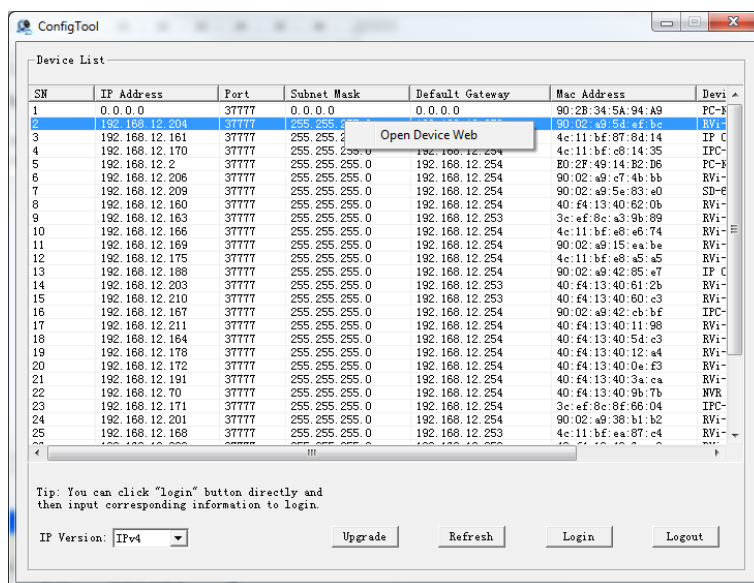 ConfigTool
Device List
SN IP Address Port Subnet Mask Default Gateway Mac Address Devi
1 0.0.0.0 37777 0.0.0.0 0.0.0.0 90:2B:34:5A:94:A9 PC-N
2 192.168.12.204 37777 90:02:a9:5d:ef:bc RVi-
Open Device Web
3 192.168.12.161 37777 4c:11:bf:87:8d:14 IP C
4 192.168.12.170 37777 255.255.255.0 192.168.12.254 4c:11:bf:c8:14:35 IPC-
5 192.168.12.2 37777 255.255.255.0 192.168.12.254 E0:2F:49:14:B2:D6 PC-N
6 192.168.12.206 37777 255.255.255.0 192.168.12.254 90:02:a9:c7:4b:bb RVi-
7 192.168.12.209 37777 255.255.255.0 192.168.12.254 90:02:a9:5e:83:e0 SD-6
8 192.168.12.160 37777 255.255.255.0 192.168.12.254 40:f4:13:40:62:0b RVi-
9 192.168.12.163 37777 255.255.255.0 192.168.12.253 3c:ef:8c:a3:9b:89 RVi-
10 192.168.12.166 37777 255.255.255.0 192.168.12.254 4c:11:bf:e8:e6:74 RVi-
11 192.168.12.169 37777 255.255.255.0 192.168.12.254 90:02:a9:15:ea:be RVi-
12 192.168.12.175 37777 255.255.255.0 192.168.12.254 4c:11:bf:e8:a5:a5 RVi-
13 192.168.12.188 37777 255.255.255.0 192.168.12.254 90:02:a9:42:85:e7 IP C
14 192.168.12.203 37777 255.255.255.0 192.168.12.253 40:f4:13:40:61:2b RVi-
15 192.168.12.210 37777 255.255.255.0 192.168.12.253 40:f4:13:40:60:c3 RVi-
16 192.168.12.167 37777 255.255.255.0 192.168.12.254 90:02:a9:42:cb:bf IPC-
17 192.168.12.211 37777 255.255.255.0 192.168.12.254 40:f4:13:40:11:98 RVi-
18 192.168.12.164 37777 255.255.255.0 192.168.12.254 40:f4:13:40:5d:c3 RVi-
19 192.168.12.178 37777 255.255.255.0 192.168.12.254 40:f4:13:40:12:a4 RVi-
20 192.168.12.172 37777 255.255.255.0 192.168.12.254 40:f4:13:40:0e:f3 RVi-
21 192.168.12.191 37777 255.255.255.0 192.168.12.254 40:f4:13:40:3a:ca RVi-
22 192.168.12.70 37777 255.255.255.0 192.168.12.254 40:f4:13:40:9b:7b NVR
23 192.168.12.171 37777 255.255.255.0 192.168.12.253 3c:ef:8c:8f:66:04 IPC-
24 192.168.12.201 37777 255.255.255.0 192.168.12.254 90:02:a9:38:b1:b2 RVi-
25 192.168.12.168 37777 255.255.255.0 192.168.12.253 4c:11:bf:ea:87:c4 RVi-
Tip: You can click "login" button directly and
then input corresponding information to login.
IP Version: IPv4 Upgrade Refresh Login Logout